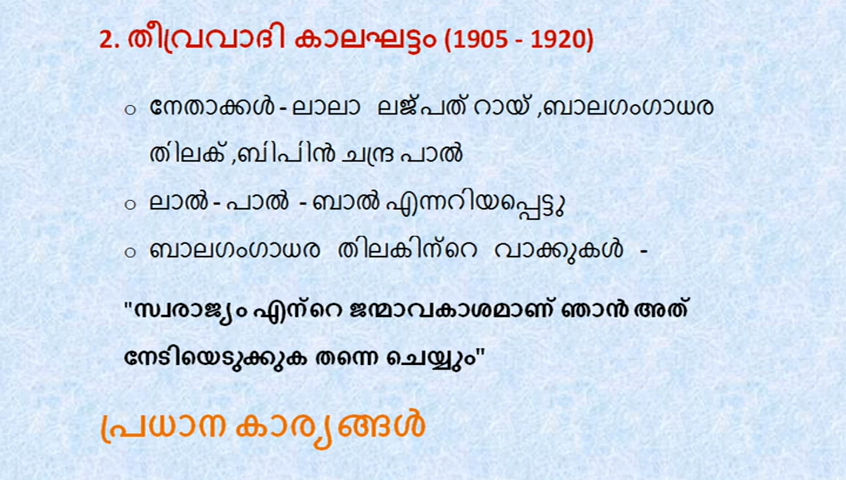 2. തീവ്രവാദി കാലഘട്ടം (1905 - 1920)
○ നേതാക്കൾ - ലാലാ ലജ്പത് റായ് ,ബാലഗംഗാധര
തിലക് ,ബിപിൻ ചന്ദ്ര പാൽ
○ ലാൽ - പാൽ - ബാൽ എന്നറിയപ്പെട്ടു
○ ബാലഗംഗാധര തിലകിന്റെ വാക്കുകൾ -
"സ്വരാജ്യം എന്റെ ജന്മാവകാശമാണ് ഞാൻ അത്
നേടിയെടുക്കുക തന്നെ ചെയ്യും"
പ്രധാന കാര്യങ്ങൾ